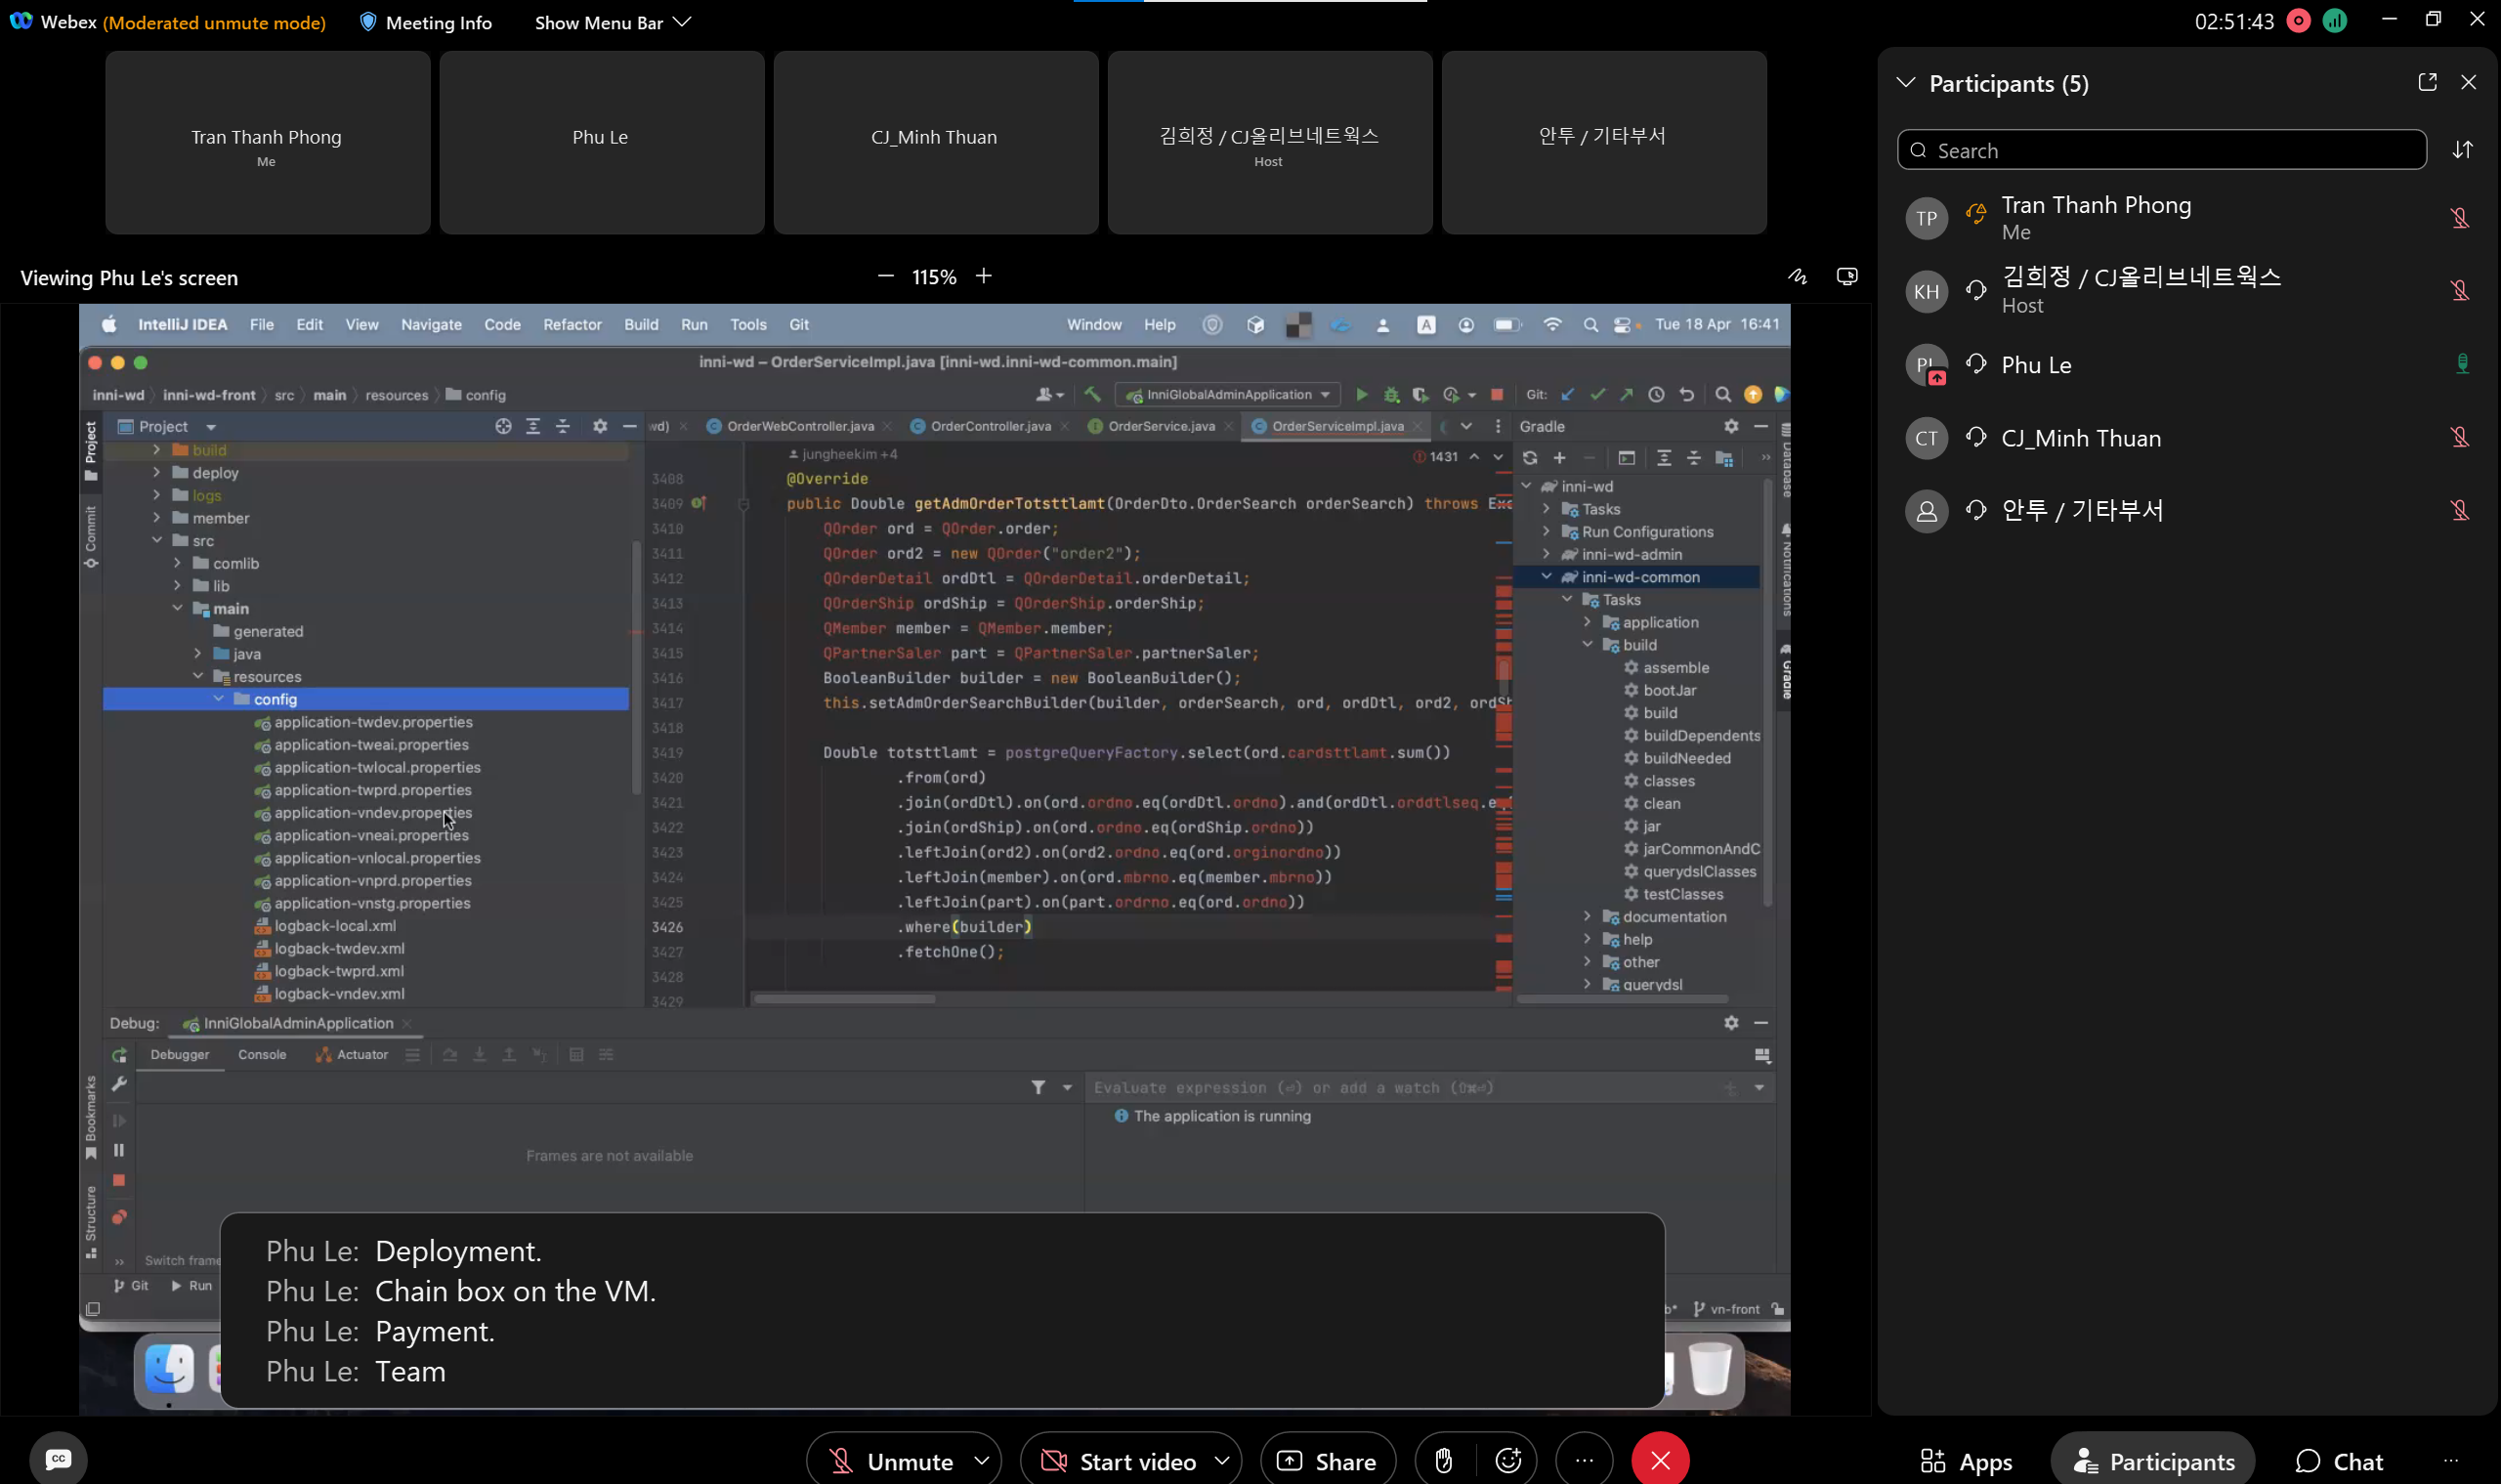 Webex (Moderated unmute mode) Meeting Info Show Menu Bar 02:51:43
Tran Thanh Phong
Me
Phu Le
CJ_Minh Thuan
김희정 / CJ올리브네트웍스
Host
안투 / 기타부서
Viewing Phu Le's screen 115%
IntelliJ IDEA File Edit View Navigate Code Refactor Build Run Tools Git Window Help A Tue 18 Apr 16:41
inni-wd – OrderServiceImpl.java [inni-wd.inni-wd-common.main]
inni-wd inni-wd-front src main resources config InniGlobalAdminApplication Git:
Project
wd) OrderWebController.java OrderController.java OrderService.java OrderServiceImpl.java
Gradle
Project
Commit
Bookmarks
Structure
build
deploy
logs
member
src
comlib
lib
main
generated
java
resources
config
application-twdev.properties
application-tweai.properties
application-twlocal.properties
application-twprd.properties
application-vndev.properties
application-vneai.properties
application-vnlocal.properties
application-vnprd.properties
application-vnstg.properties
logback-local.xml
logback-twdev.xml
logback-twprd.xml
logback-vndev.xml
jungheekim +4 1431
3408 @Override
3409 public Double getAdmOrderTotsttlamt(OrderDto.OrderSearch orderSearch) throws Exc
3410 QOrder ord = QOrder.order;
3411 QOrder ord2 = new QOrder("order2");
3412 QOrderDetail ordDtl = QOrderDetail.orderDetail;
3413 QOrderShip ordShip = QOrderShip.orderShip;
3414 QMember member = QMember.member;
3415 QPartnerSaler part = QPartnerSaler.partnerSaler;
3416 BooleanBuilder builder = new BooleanBuilder();
3417 this.setAdmOrderSearchBuilder(builder, orderSearch, ord, ordDtl, ord2, ordSh
3418
3419 Double totsttlamt = postgreQueryFactory.select(ord.cardsttlamt.sum())
3420 .from(ord)
3421 .join(ordDtl).on(ord.ordno.eq(ordDtl.ordno).and(ordDtl.orddtlseq.e
3422 .join(ordShip).on(ord.ordno.eq(ordShip.ordno))
3423 .leftJoin(ord2).on(ord2.ordno.eq(ord.orginordno))
3424 .leftJoin(member).on(ord.mbrno.eq(member.mbrno))
3425 .leftJoin(part).on(part.ordrno.eq(ord.ordno))
3426 .where(builder)
3427 .fetchOne();
3428
3429
inni-wd
Tasks
Run Configurations
inni-wd-admin
inni-wd-common
Tasks
application
build
assemble
bootJar
build
buildDependents
buildNeeded
classes
clean
jar
jarCommonAndC
querydslClasses
testClasses
documentation
help
other
querydsl
Database
Notifications
Gradle
Debug: InniGlobalAdminApplication
Debugger Console Actuator
Evaluate expression (⏎) or add a watch (⇧⌘⏎)
The application is running
Frames are not available
Switch frame
Git Run
b* vn-front
Phu Le: Deployment.
Phu Le: Chain box on the VM.
Phu Le: Payment.
Phu Le: Team
Participants (5)
Search
TP Tran Thanh Phong
Me
KH 김희정 / CJ올리브네트웍스
Host
PL Phu Le
CT CJ_Minh Thuan
안투 / 기타부서
CC Unmute Start video Share Apps Participants Chat